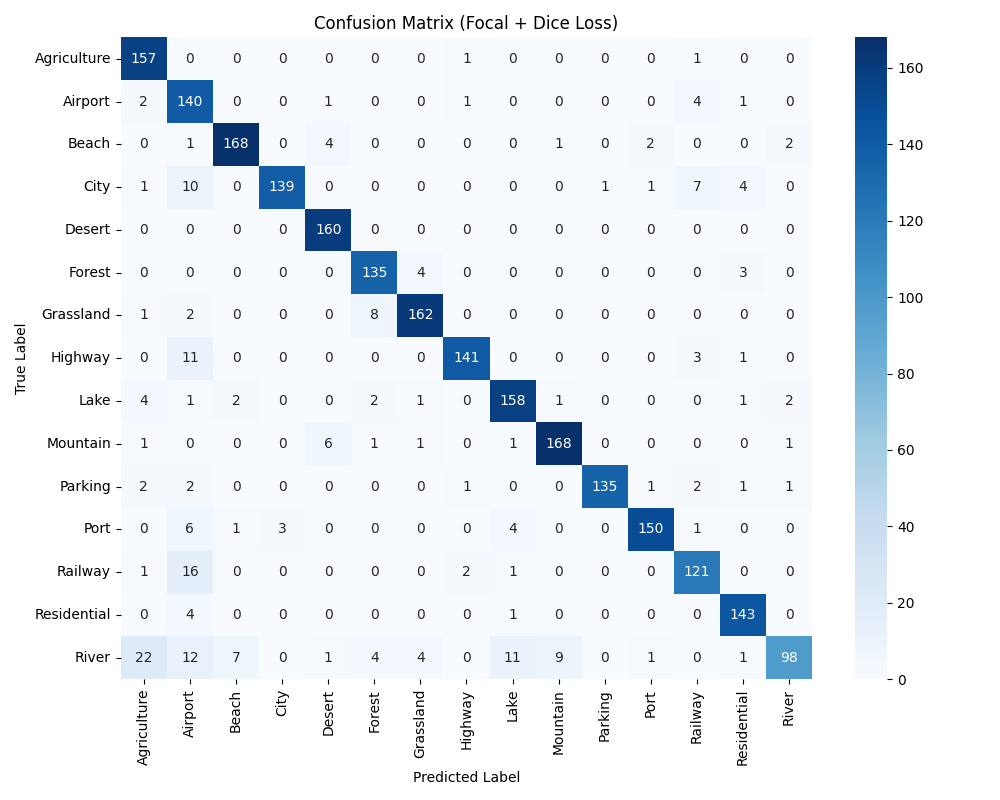 Confusion Matrix (Focal + Dice Loss)
True Label
Agriculture 157 0 0 0 0 0 0 1 0 0 0 0 1 0 0
Airport 2 140 0 0 1 0 0 1 0 0 0 0 4 1 0
Beach 0 1 168 0 4 0 0 0 0 1 0 2 0 0 2
City 1 10 0 139 0 0 0 0 0 0 1 1 7 4 0
Desert 0 0 0 0 160 0 0 0 0 0 0 0 0 0 0
Forest 0 0 0 0 0 135 4 0 0 0 0 0 0 3 0
Grassland 1 2 0 0 0 8 162 0 0 0 0 0 0 0 0
Highway 0 11 0 0 0 0 0 141 0 0 0 0 3 1 0
Lake 4 1 2 0 0 2 1 0 158 1 0 0 0 1 2
Mountain 1 0 0 0 6 1 1 0 1 168 0 0 0 0 1
Parking 2 2 0 0 0 0 0 1 0 0 135 1 2 1 1
Port 0 6 1 3 0 0 0 0 4 0 0 150 1 0 0
Railway 1 16 0 0 0 0 0 2 1 0 0 0 121 0 0
Residential 0 4 0 0 0 0 0 0 1 0 0 0 0 143 0
River 22 12 7 0 1 4 4 0 11 9 0 1 0 1 98
Agriculture Airport Beach City Desert Forest Grassland Highway Lake Mountain Parking Port Railway Residential River
Predicted Label
160
140
120
100
80
60
40
20
0